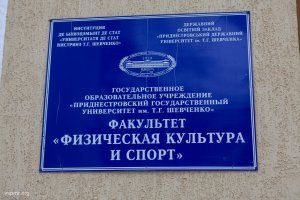 ИНСТИТУЦИЯ
ДЕ ЫНВЭЦЭМЫНТ ДЕ СТАТ
«УНИВЕРСИТАТЯ ДЕ СТАТ
НИСТРЯНЭ Т.Г. ШЕВЧЕНКО»
ДЕРЖАВНИЙ
ОСВІТНІЙ ЗАКЛАД
«ПРИДНІСТРОВСЬКИЙ ДЕРЖАВНИЙ
УНІВЕРСИТЕТ ім. Т.Г. ШЕВЧЕНКА»
ГОСУДАРСТВЕННОЕ
ОБРАЗОВАТЕЛЬНОЕ УЧРЕЖДЕНИЕ
«ПРИДНЕСТРОВСКИЙ ГОСУДАРСТВЕННЫЙ
УНИВЕРСИТЕТ им. Т.Г. ШЕВЧЕНКО»
ФАКУЛЬТЕТ
«ФИЗИЧЕСКАЯ КУЛЬТУРА
И СПОРТ»